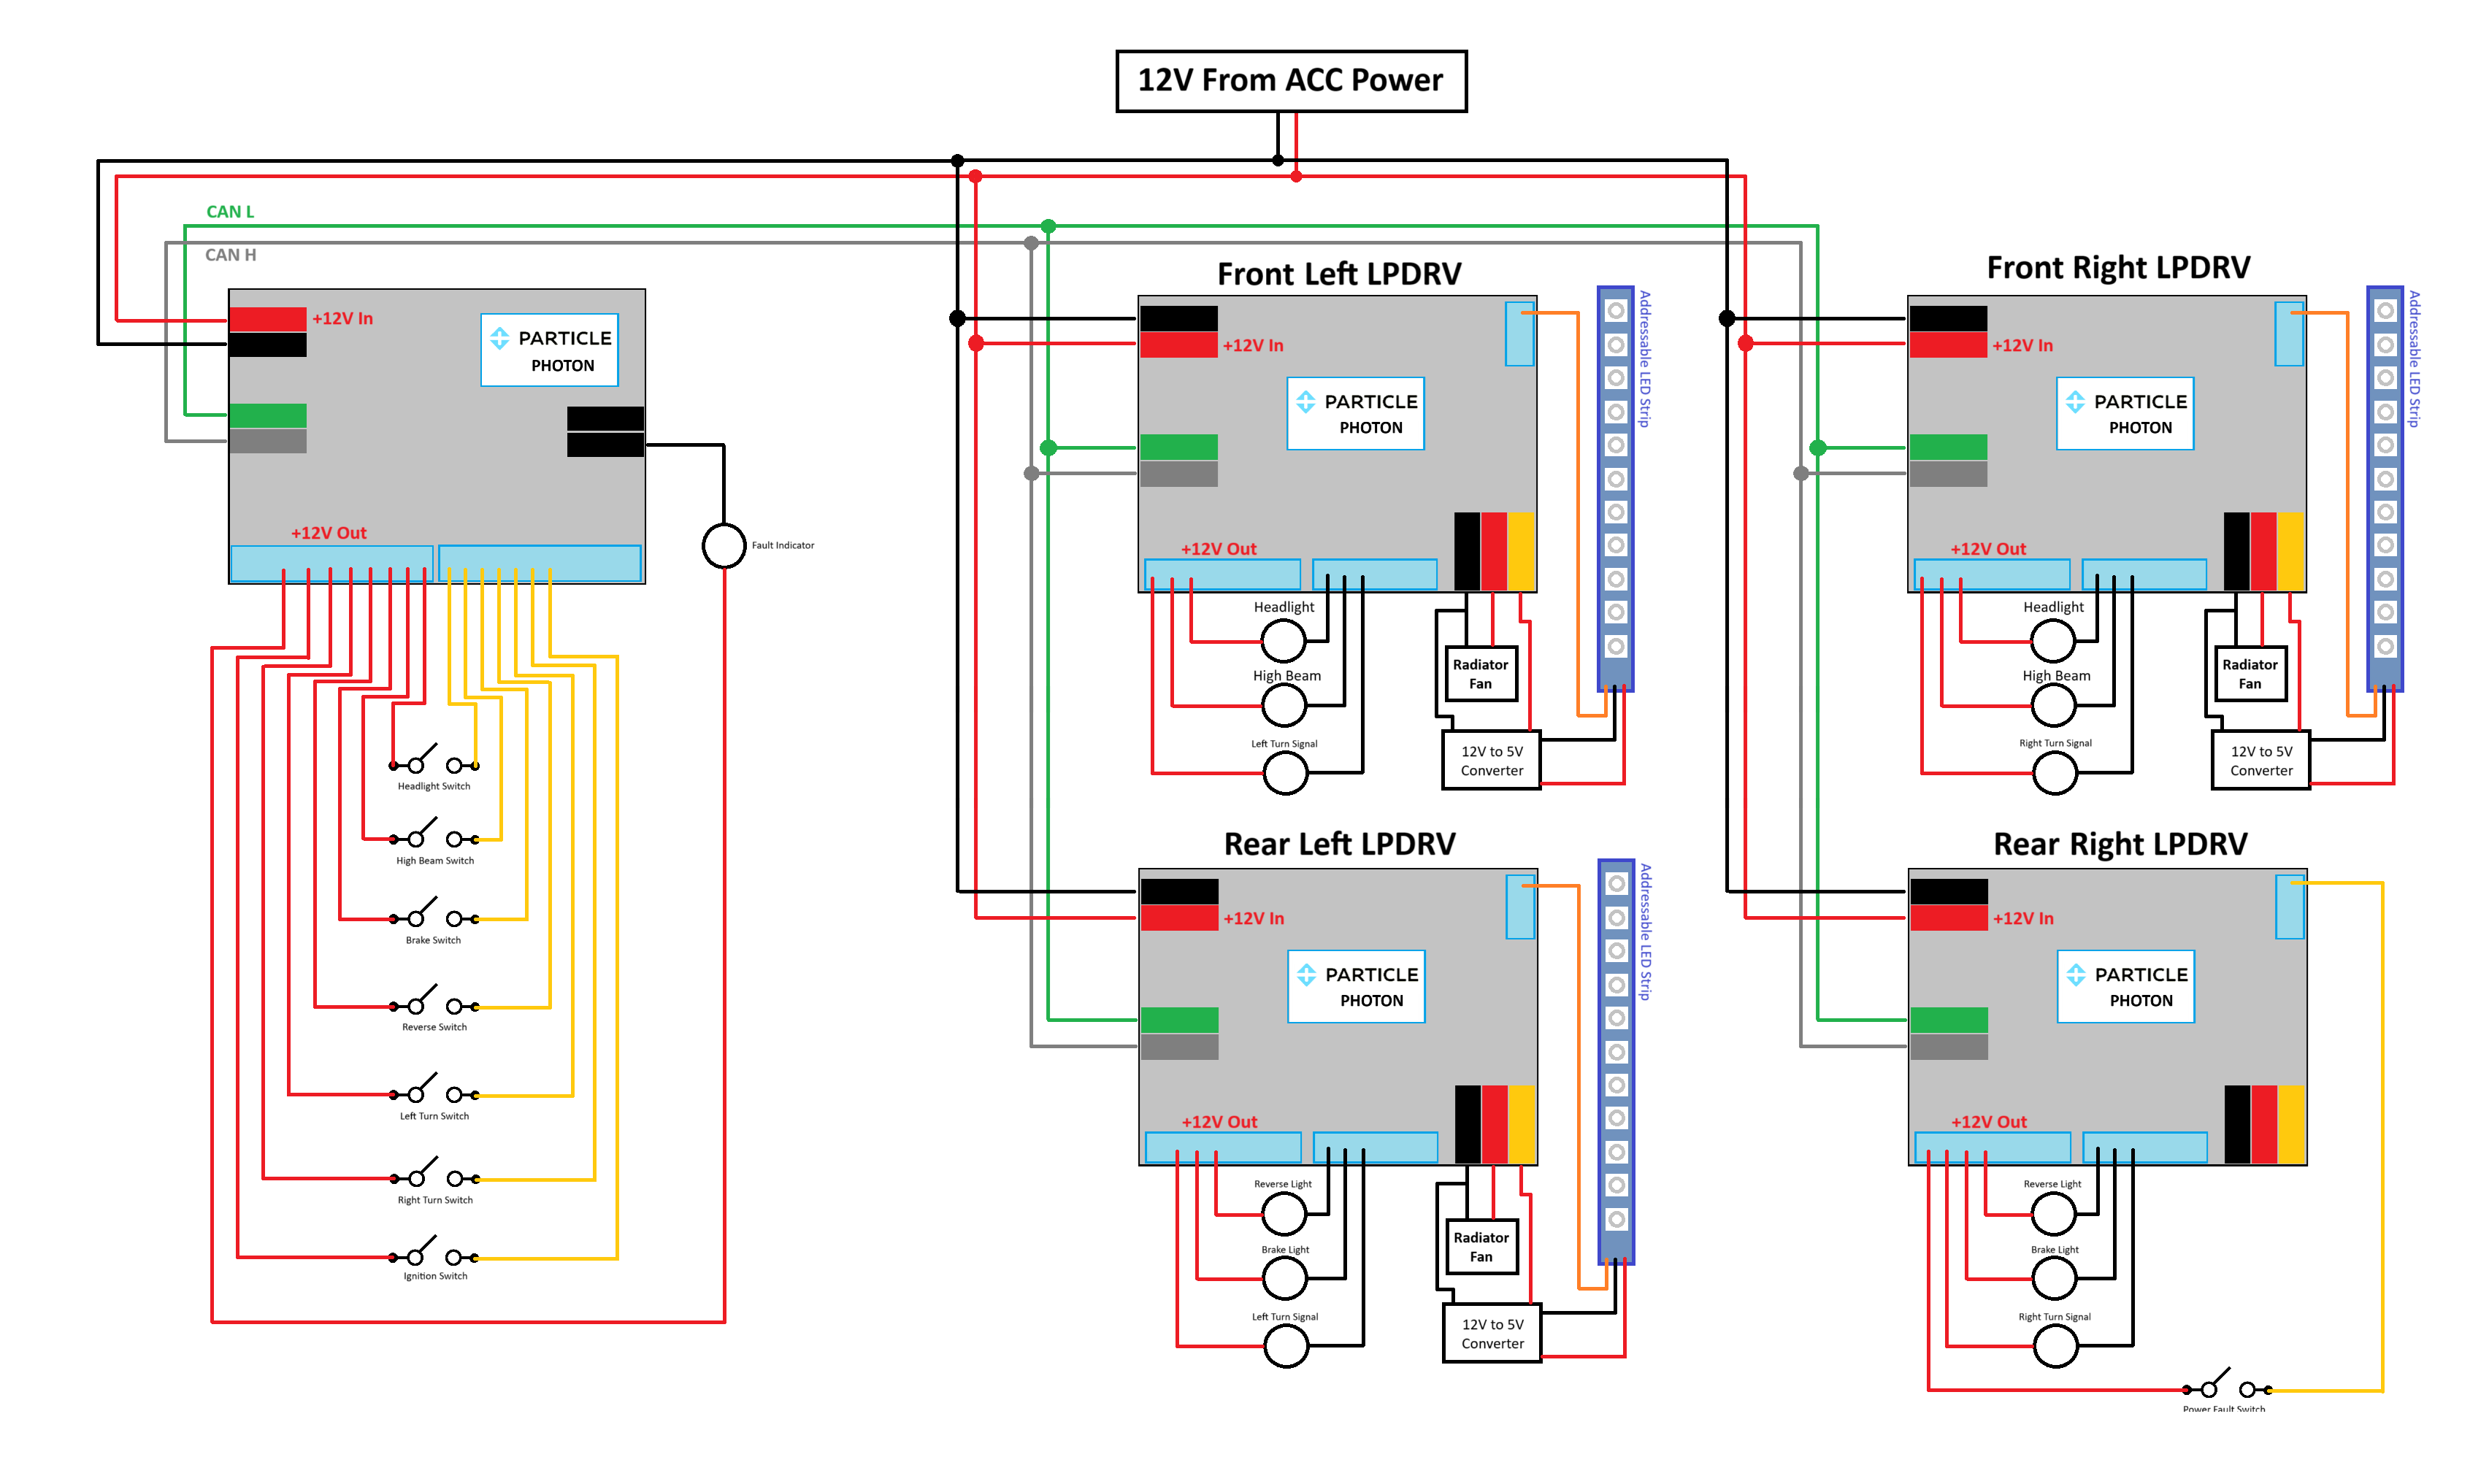 12V From ACC Power
CAN L
CAN H
+12V In
PARTICLE
PHOTON
+12V Out
Fault Indicator
Headlight Switch
High Beam Switch
Brake Switch
Reverse Switch
Left Turn Switch
Right Turn Switch
Ignition Switch
Front Left LPDRV
+12V In
PARTICLE
PHOTON
+12V Out
Headlight
High Beam
Left Turn Signal
Radiator
Fan
12V to 5V
Converter
Addressable LED Strip
Front Right LPDRV
+12V In
PARTICLE
PHOTON
+12V Out
Headlight
High Beam
Right Turn Signal
Radiator
Fan
12V to 5V
Converter
Addressable LED Strip
Rear Left LPDRV
+12V In
PARTICLE
PHOTON
+12V Out
Reverse Light
Brake Light
Left Turn Signal
Radiator
Fan
12V to 5V
Converter
Addressable LED Strip
Rear Right LPDRV
+12V In
PARTICLE
PHOTON
+12V Out
Reverse Light
Brake Light
Right Turn Signal
Power Fault Switch